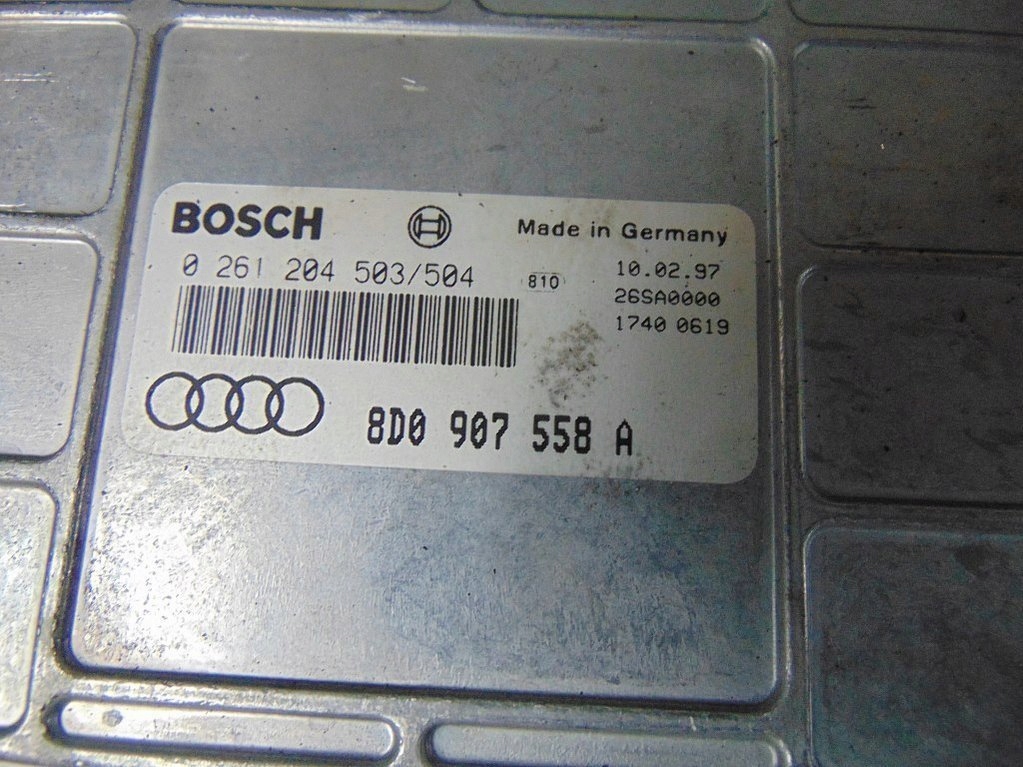 BOSCH
Made in Germany
0 261 204 503/504
810
10.02.97
26SA0000
1740 0619
8D0 907 558 A